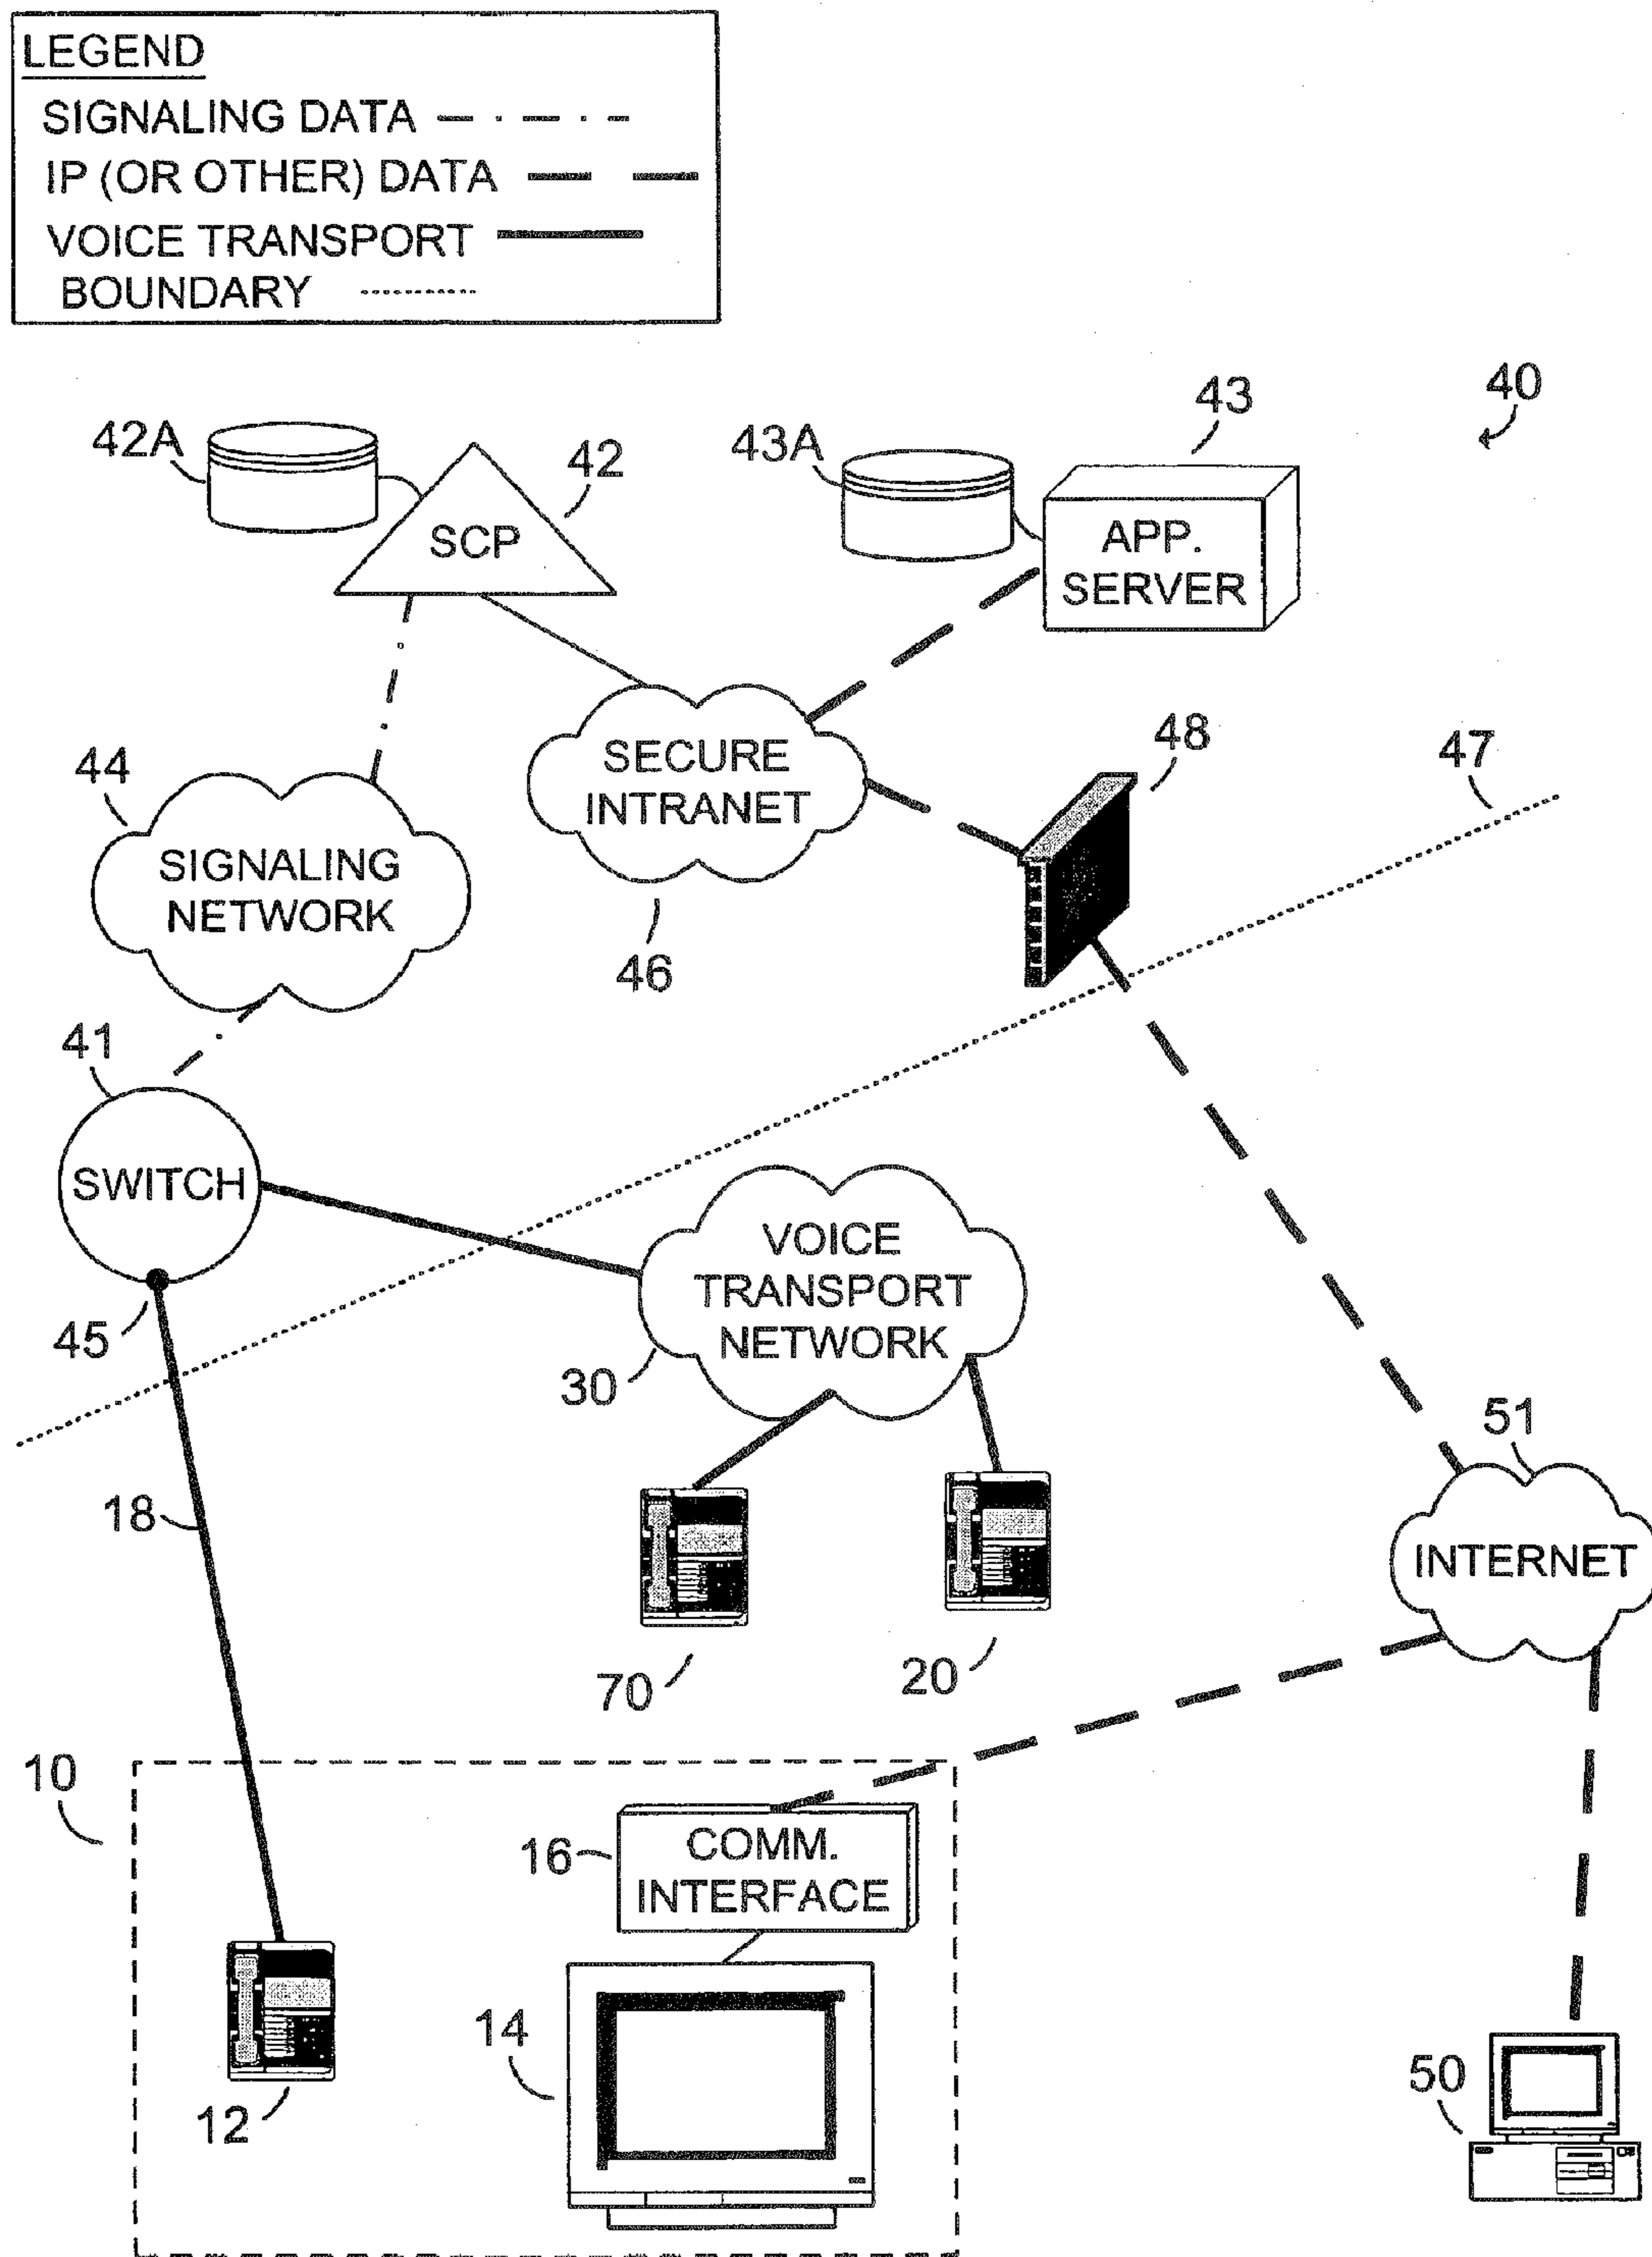 LEGEND
SIGNALING DATA
IP (OR OTHER) DATA
VOICE TRANSPORT
BOUNDARY
40
43
42A
42
43A
SCP
APP.
SERVER
48
47
44
SECURE
INTRANET
SIGNALING
NETWORK
46
41
SWITCH
VOICE
TRANSPORT
NETWORK
45
30
51
18
INTERNET
70
20
10
16
COMM.
INTERFACE
14
12
50